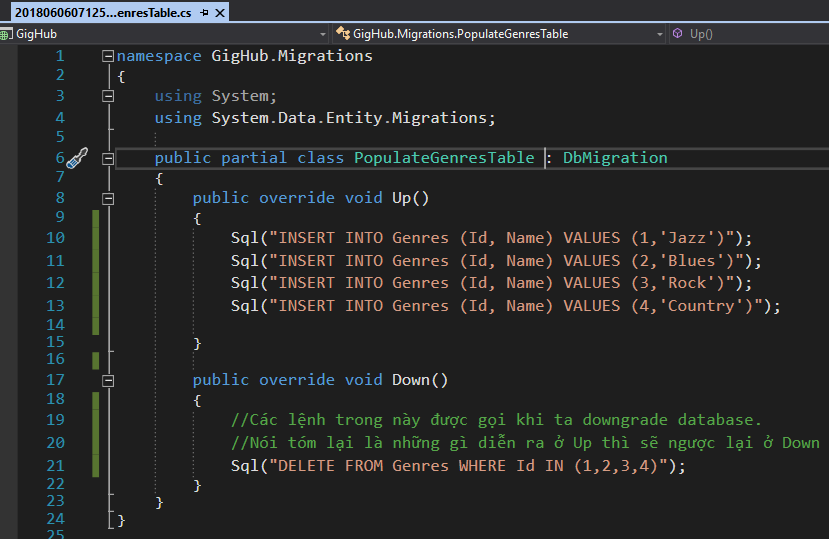 2018060607125...enresTable.cs
GigHub GigHub.Migrations.PopulateGenresTable Up()
1 namespace GigHub.Migrations
2 {
3 using System;
4 using System.Data.Entity.Migrations;
5
6 public partial class PopulateGenresTable : DbMigration
7 {
8 public override void Up()
9 {
10 Sql("INSERT INTO Genres (Id, Name) VALUES (1,'Jazz')");
11 Sql("INSERT INTO Genres (Id, Name) VALUES (2,'Blues')");
12 Sql("INSERT INTO Genres (Id, Name) VALUES (3,'Rock')");
13 Sql("INSERT INTO Genres (Id, Name) VALUES (4,'Country')");
14
15 }
16
17 public override void Down()
18 {
19 //Các lệnh trong này được gọi khi ta downgrade database.
20 //Nói tóm lại là những gì diễn ra ở Up thì sẽ ngược lại ở Down
21 Sql("DELETE FROM Genres WHERE Id IN (1,2,3,4)");
22 }
23 }
24 }
25